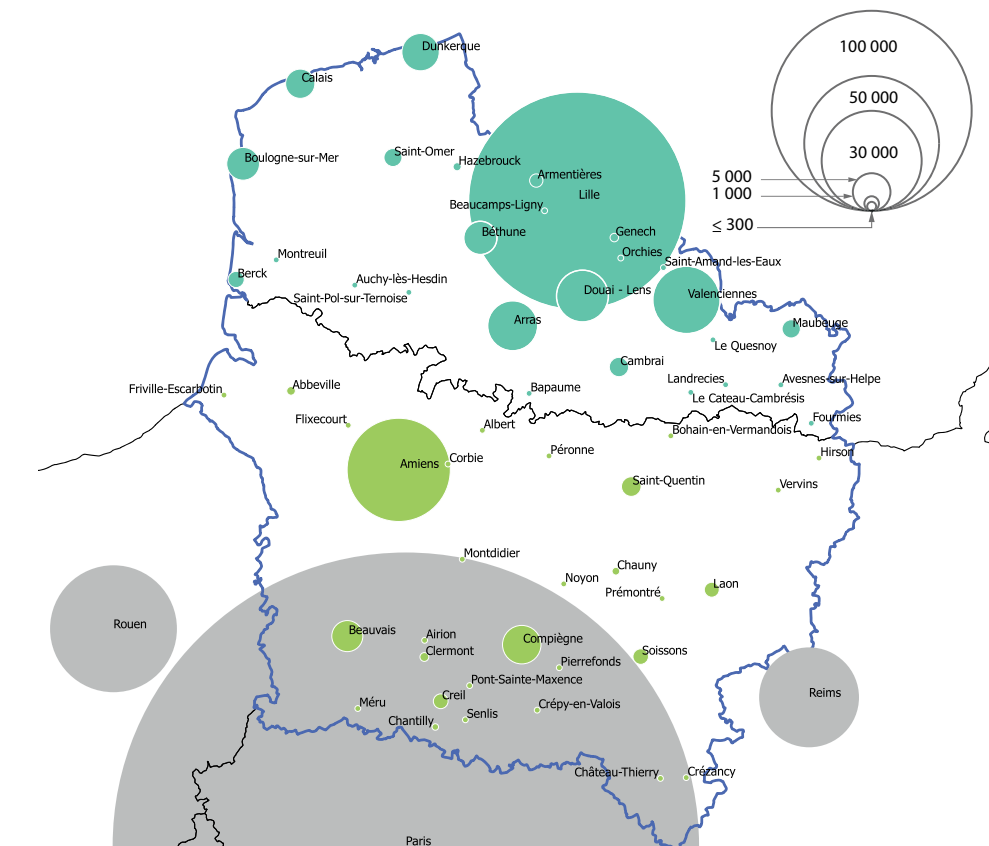 Dunkerque
100 000
Calais
50 000
Saint-Omer
30 000
Boulogne-sur-Mer
Hazebrouck
Armentières
5 000
Lille
1 000
Beaucamps-Ligny
≤ 300
Béthune
Genech
Orchies
Montreuil
Saint-Amand-les-Eaux
Berck
Auchy-lès-Hesdin
Douai - Lens
Valenciennes
Saint-Pol-sur-Ternoise
Arras
Maubeuge
Le Quesnoy
Cambrai
Landrecies
Avesnes-sur-Helpe
Abbeville
Bapaume
Friville-Escarbotin
Le Cateau-Cambrésis
Fourmies
Flixecourt
Albert
Bohain-en-Vermandois
Péronne
Hirson
Corbie
Amiens
Saint-Quentin
Vervins
Montdidier
Chauny
Noyon
Laon
Prémontré
Rouen
Beauvais
Airion
Compiègne
Clermont
Soissons
Pierrefonds
Pont-Sainte-Maxence
Reims
Creil
Méru
Crépy-en-Valois
Senlis
Chantilly
Château-Thierry
Crézancy
Paris